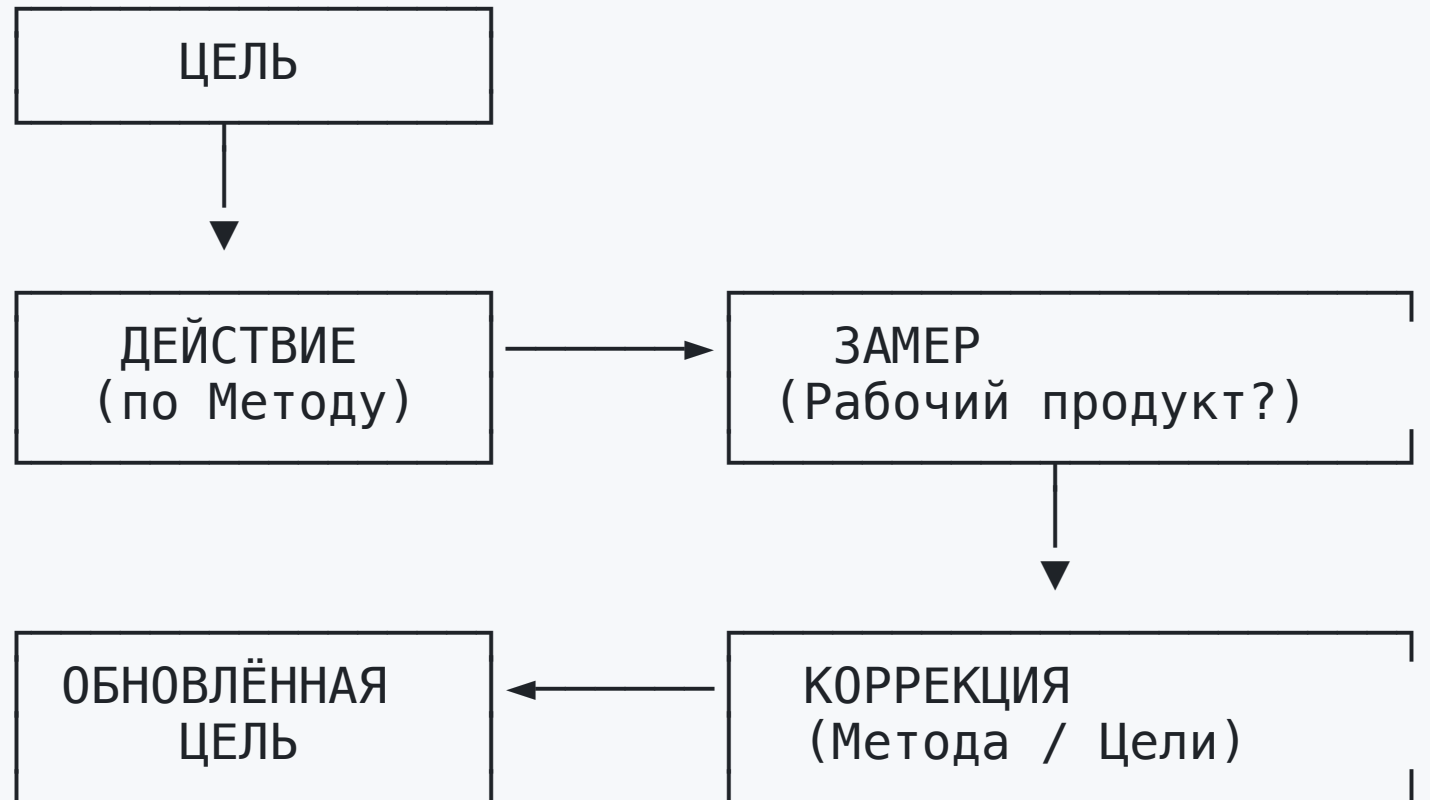 ЦЕЛЬ
ДЕЙСТВИЕ
(по Методу)
ЗАМЕР
(Рабочий продукт?)
ОБНОВЛЁННАЯ
ЦЕЛЬ
КОРРЕКЦИЯ
(Метода / Цели)